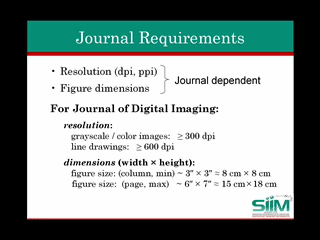 Journal Requirements
• Resolution (dpi, ppi)
• Figure dimensions
Journal dependent
For Journal of Digital Imaging:
resolution:
grayscale / color images: ≥ 300 dpi
line drawings: ≥ 600 dpi
dimensions (width × height):
figure size: (column, min) ~ 3″ × 3″ ≈ 8 cm × 8 cm
figure size: (page, max) ~ 6″ × 7″ ≈ 15 cm × 18 cm
SIIM